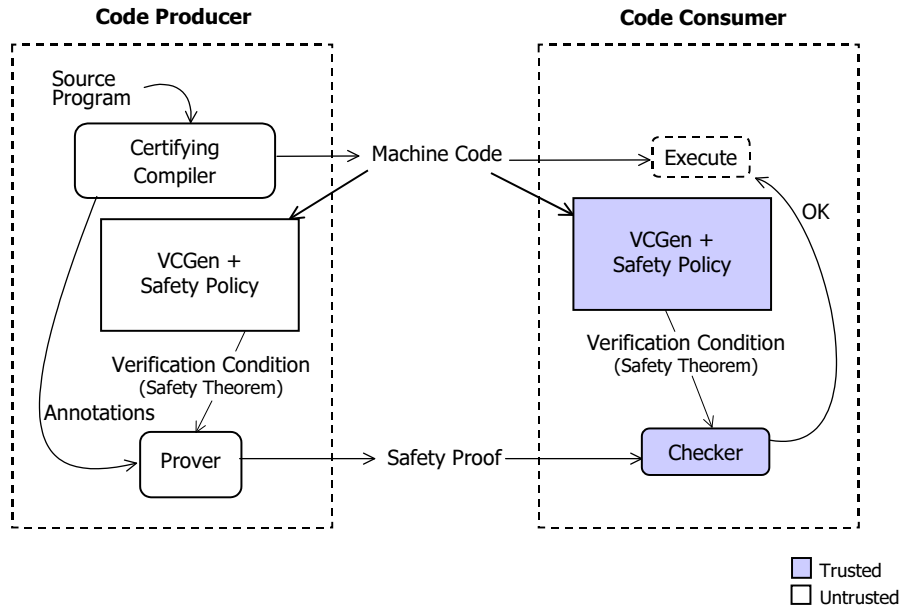 Code Producer
Code Consumer
Source
Program
Certifying
Compiler
Machine Code
Execute
OK
VCGen +
Safety Policy
VCGen +
Safety Policy
Verification Condition
(Safety Theorem)
Verification Condition
(Safety Theorem)
Annotations
Prover
Safety Proof
Checker
Trusted
Untrusted